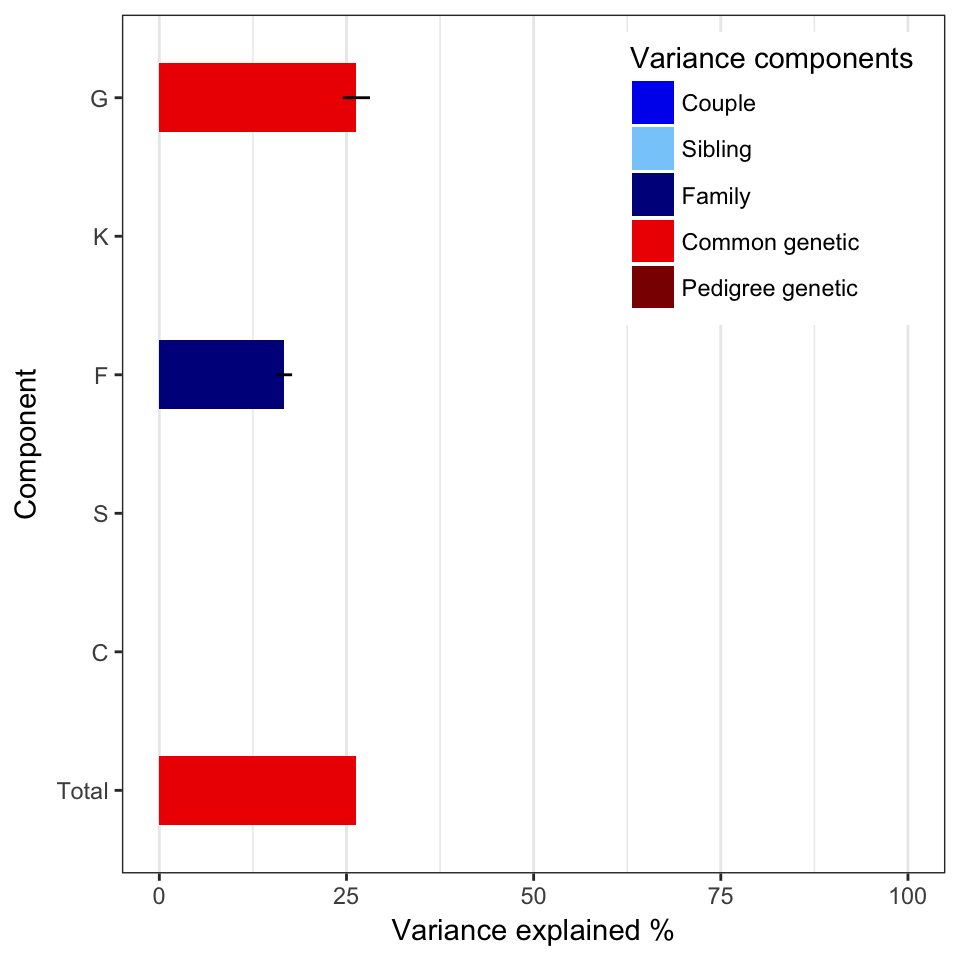 Variance components
Couple
Sibling
Family
Common genetic
Pedigree genetic
G
K
F
S
C
Total
Component
0 25 50 75 100
Variance explained %